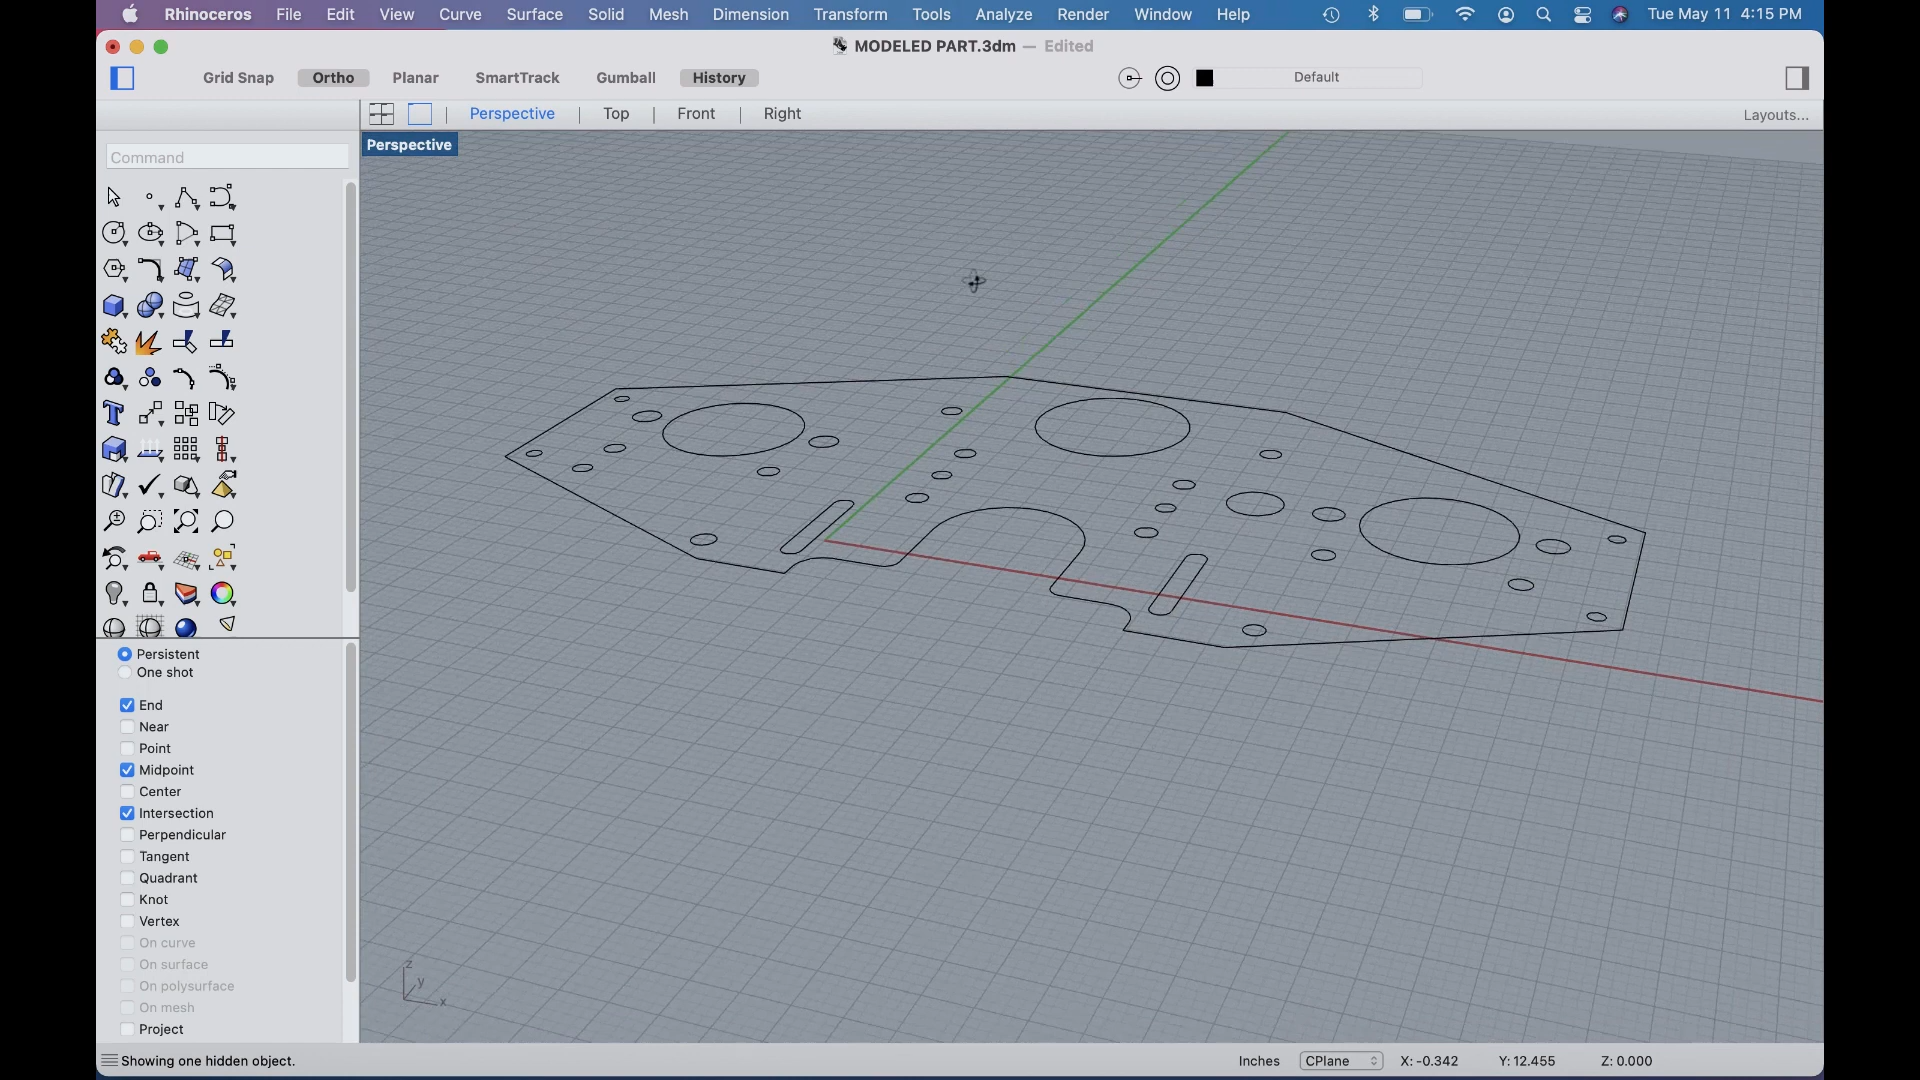 Rhinoceros File Edit View Curve Surface Solid Mesh Dimension Transform Tools Analyze Render Window Help Tue May 11 4:15 PM
MODELED PART.3dm — Edited
Grid Snap Ortho Planar SmartTrack Gumball History Default
Perspective | Top | Front | Right Layouts...
Perspective
Command
Persistent
One shot
End
Near
Point
Midpoint
Center
Intersection
Perpendicular
Tangent
Quadrant
Knot
Vertex
On curve
On surface
On polysurface
On mesh
Project
z
y
x
Showing one hidden object. Inches CPlane X: -0.342 Y: 12.455 Z: 0.000